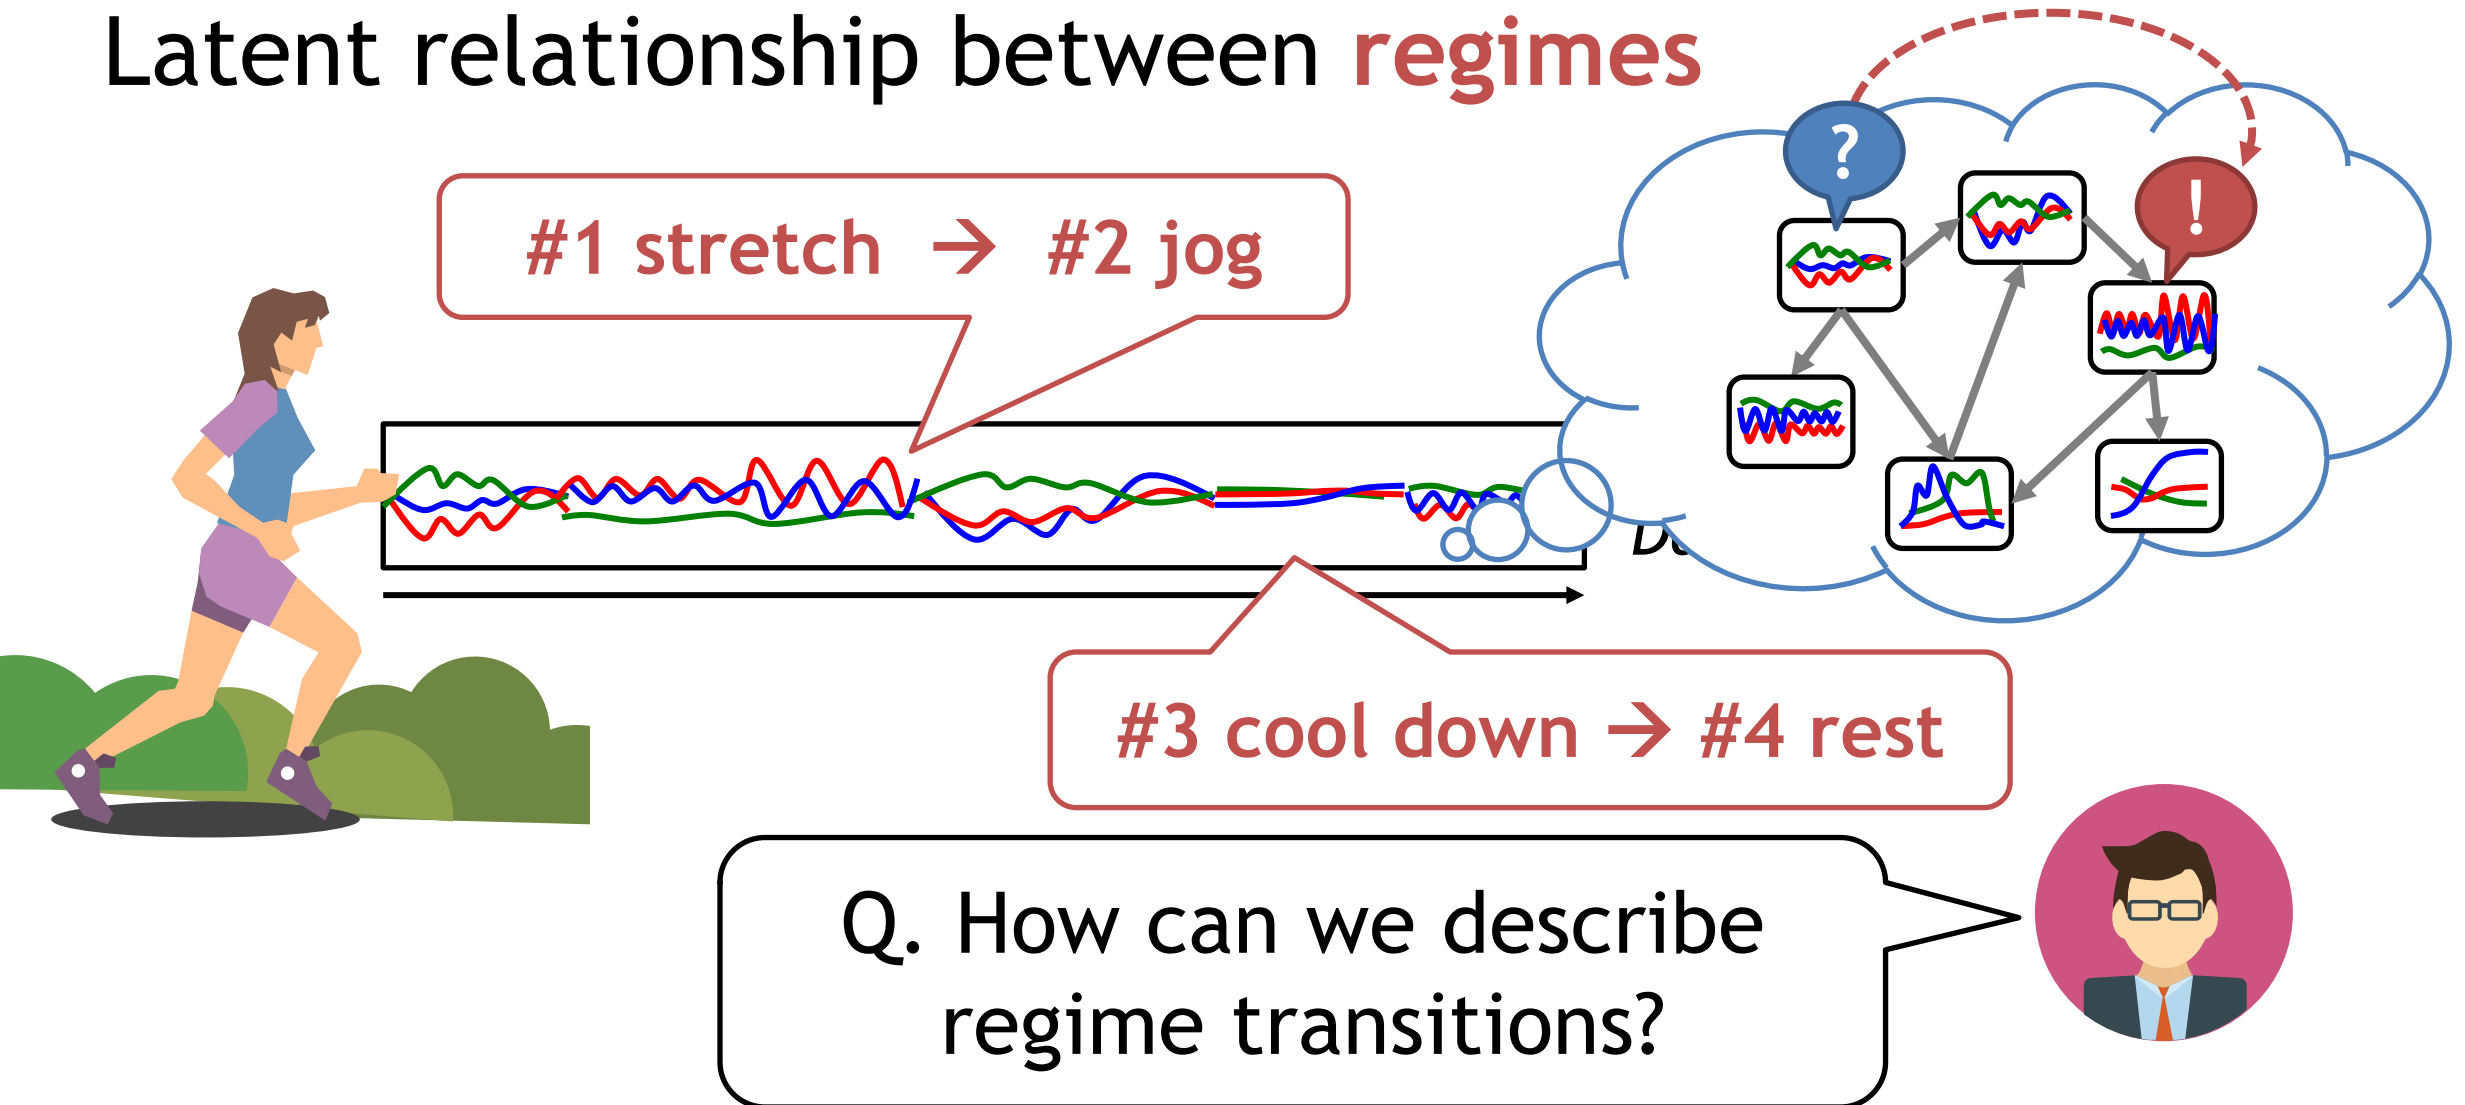 Latent relationship between regimes
?
!
#1 stretch → #2 jog
#3 cool down → #4 rest
Q. How can we describe
regime transitions?